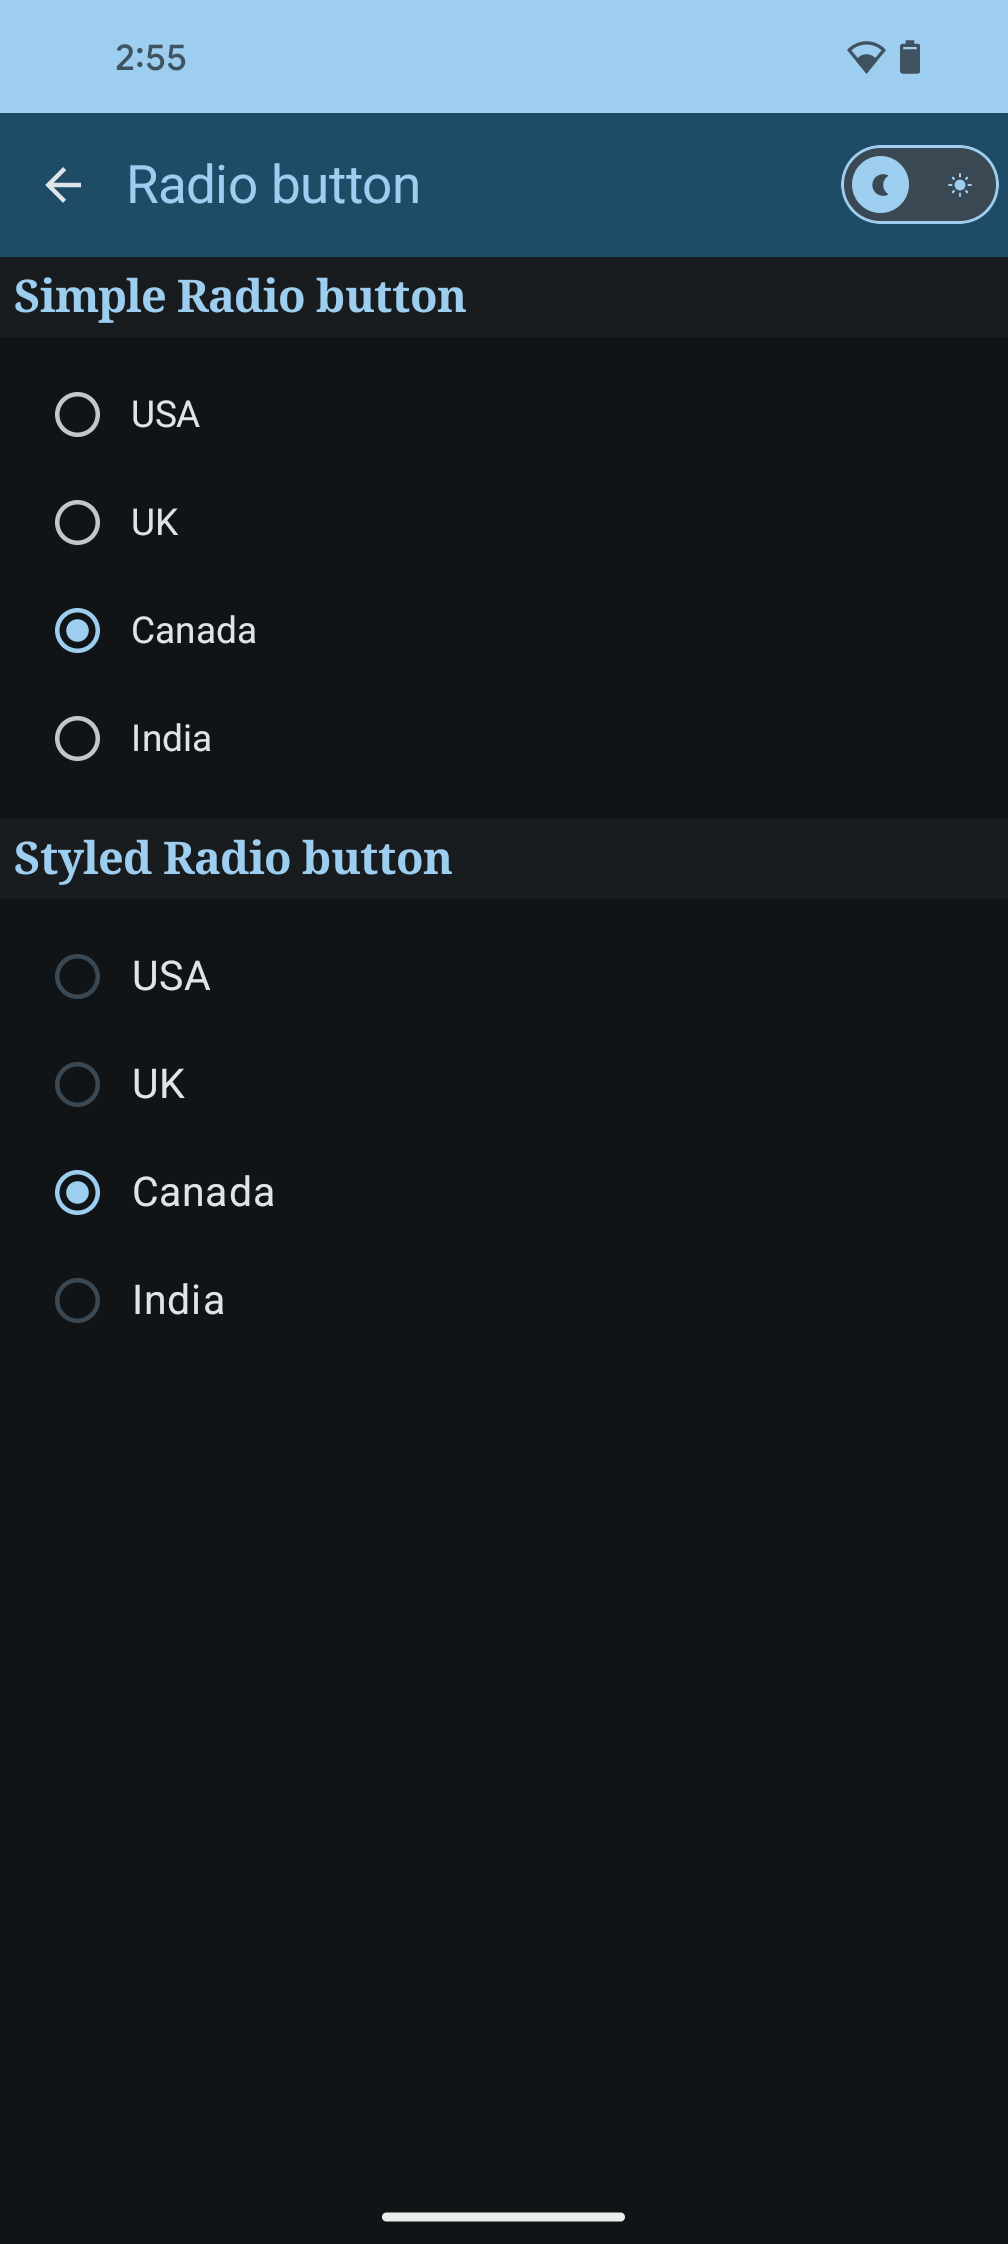 2:55
Radio button
Simple Radio button
USA
UK
Canada
India
Styled Radio button
USA
UK
Canada
India